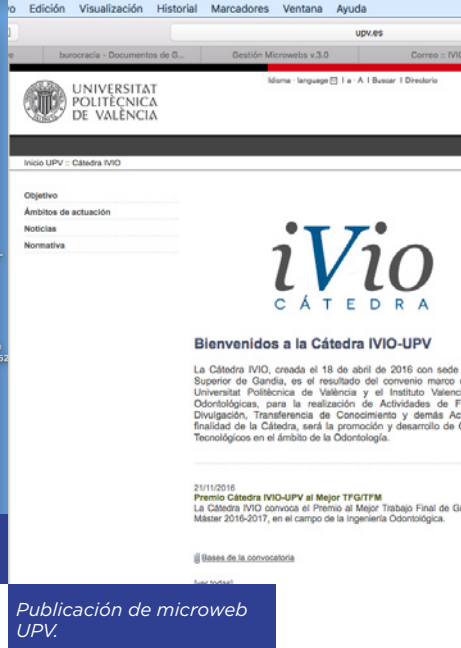 Edición Visualización Historial Marcadores Ventana Ayuda
upv.es
burocracia - Documentos de G...
Gestión Microwebs v.3.0
Correo :: IVIO
Idioma · language
I a · A I Buscar I Directorio
UNIVERSITAT
POLITÈCNICA
DE VALÈNCIA
Inicio UPV :: Cátedra IVIO
Objetivo
Ámbitos de actuación
Noticias
Normativa
iVio
CÁTEDRA
Bienvenidos a la Cátedra IVIO-UPV
La Cátedra IVIO, creada el 18 de abril de 2016 con sede
Superior de Gandia, es el resultado del convenio marco
Universitat Politècnica de València y el Instituto Valenc
Odontológicas, para la realización de Actividades de F
Divulgación, Transferencia de Conocimiento y demás Ac
finalidad de la Cátedra, será la promoción y desarrollo de
Tecnológicos en el ámbito de la Odontología.
21/11/2016
Premio Cátedra IVIO-UPV al Mejor TFG/TFM
La Cátedra IVIO convoca el Premio al Mejor Trabajo Final de Gr
Máster 2016-2017, en el campo de la Ingeniería Odontológica.
Bases de la convocatoria
[ver todas]
Publicación de microweb
UPV.